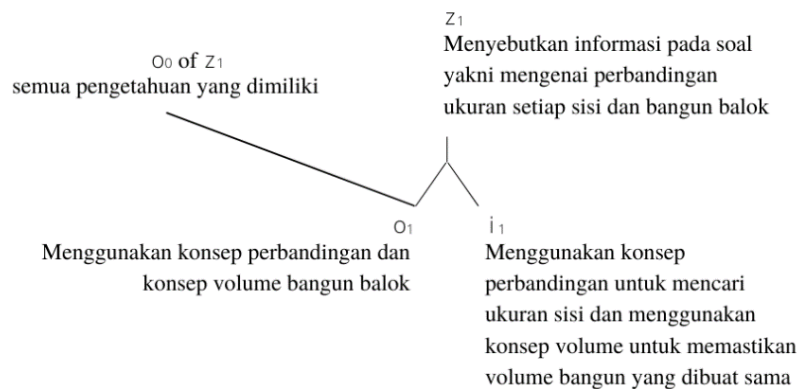 O0 of Z1
semua pengetahuan yang dimiliki
Z1
Menyebutkan informasi pada soal
yakni mengenai perbandingan
ukuran setiap sisi dan bangun balok
O1
Menggunakan konsep perbandingan dan
konsep volume bangun balok
i1
Menggunakan konsep
perbandingan untuk mencari
ukuran sisi dan menggunakan
konsep volume untuk memastikan
volume bangun yang dibuat sama